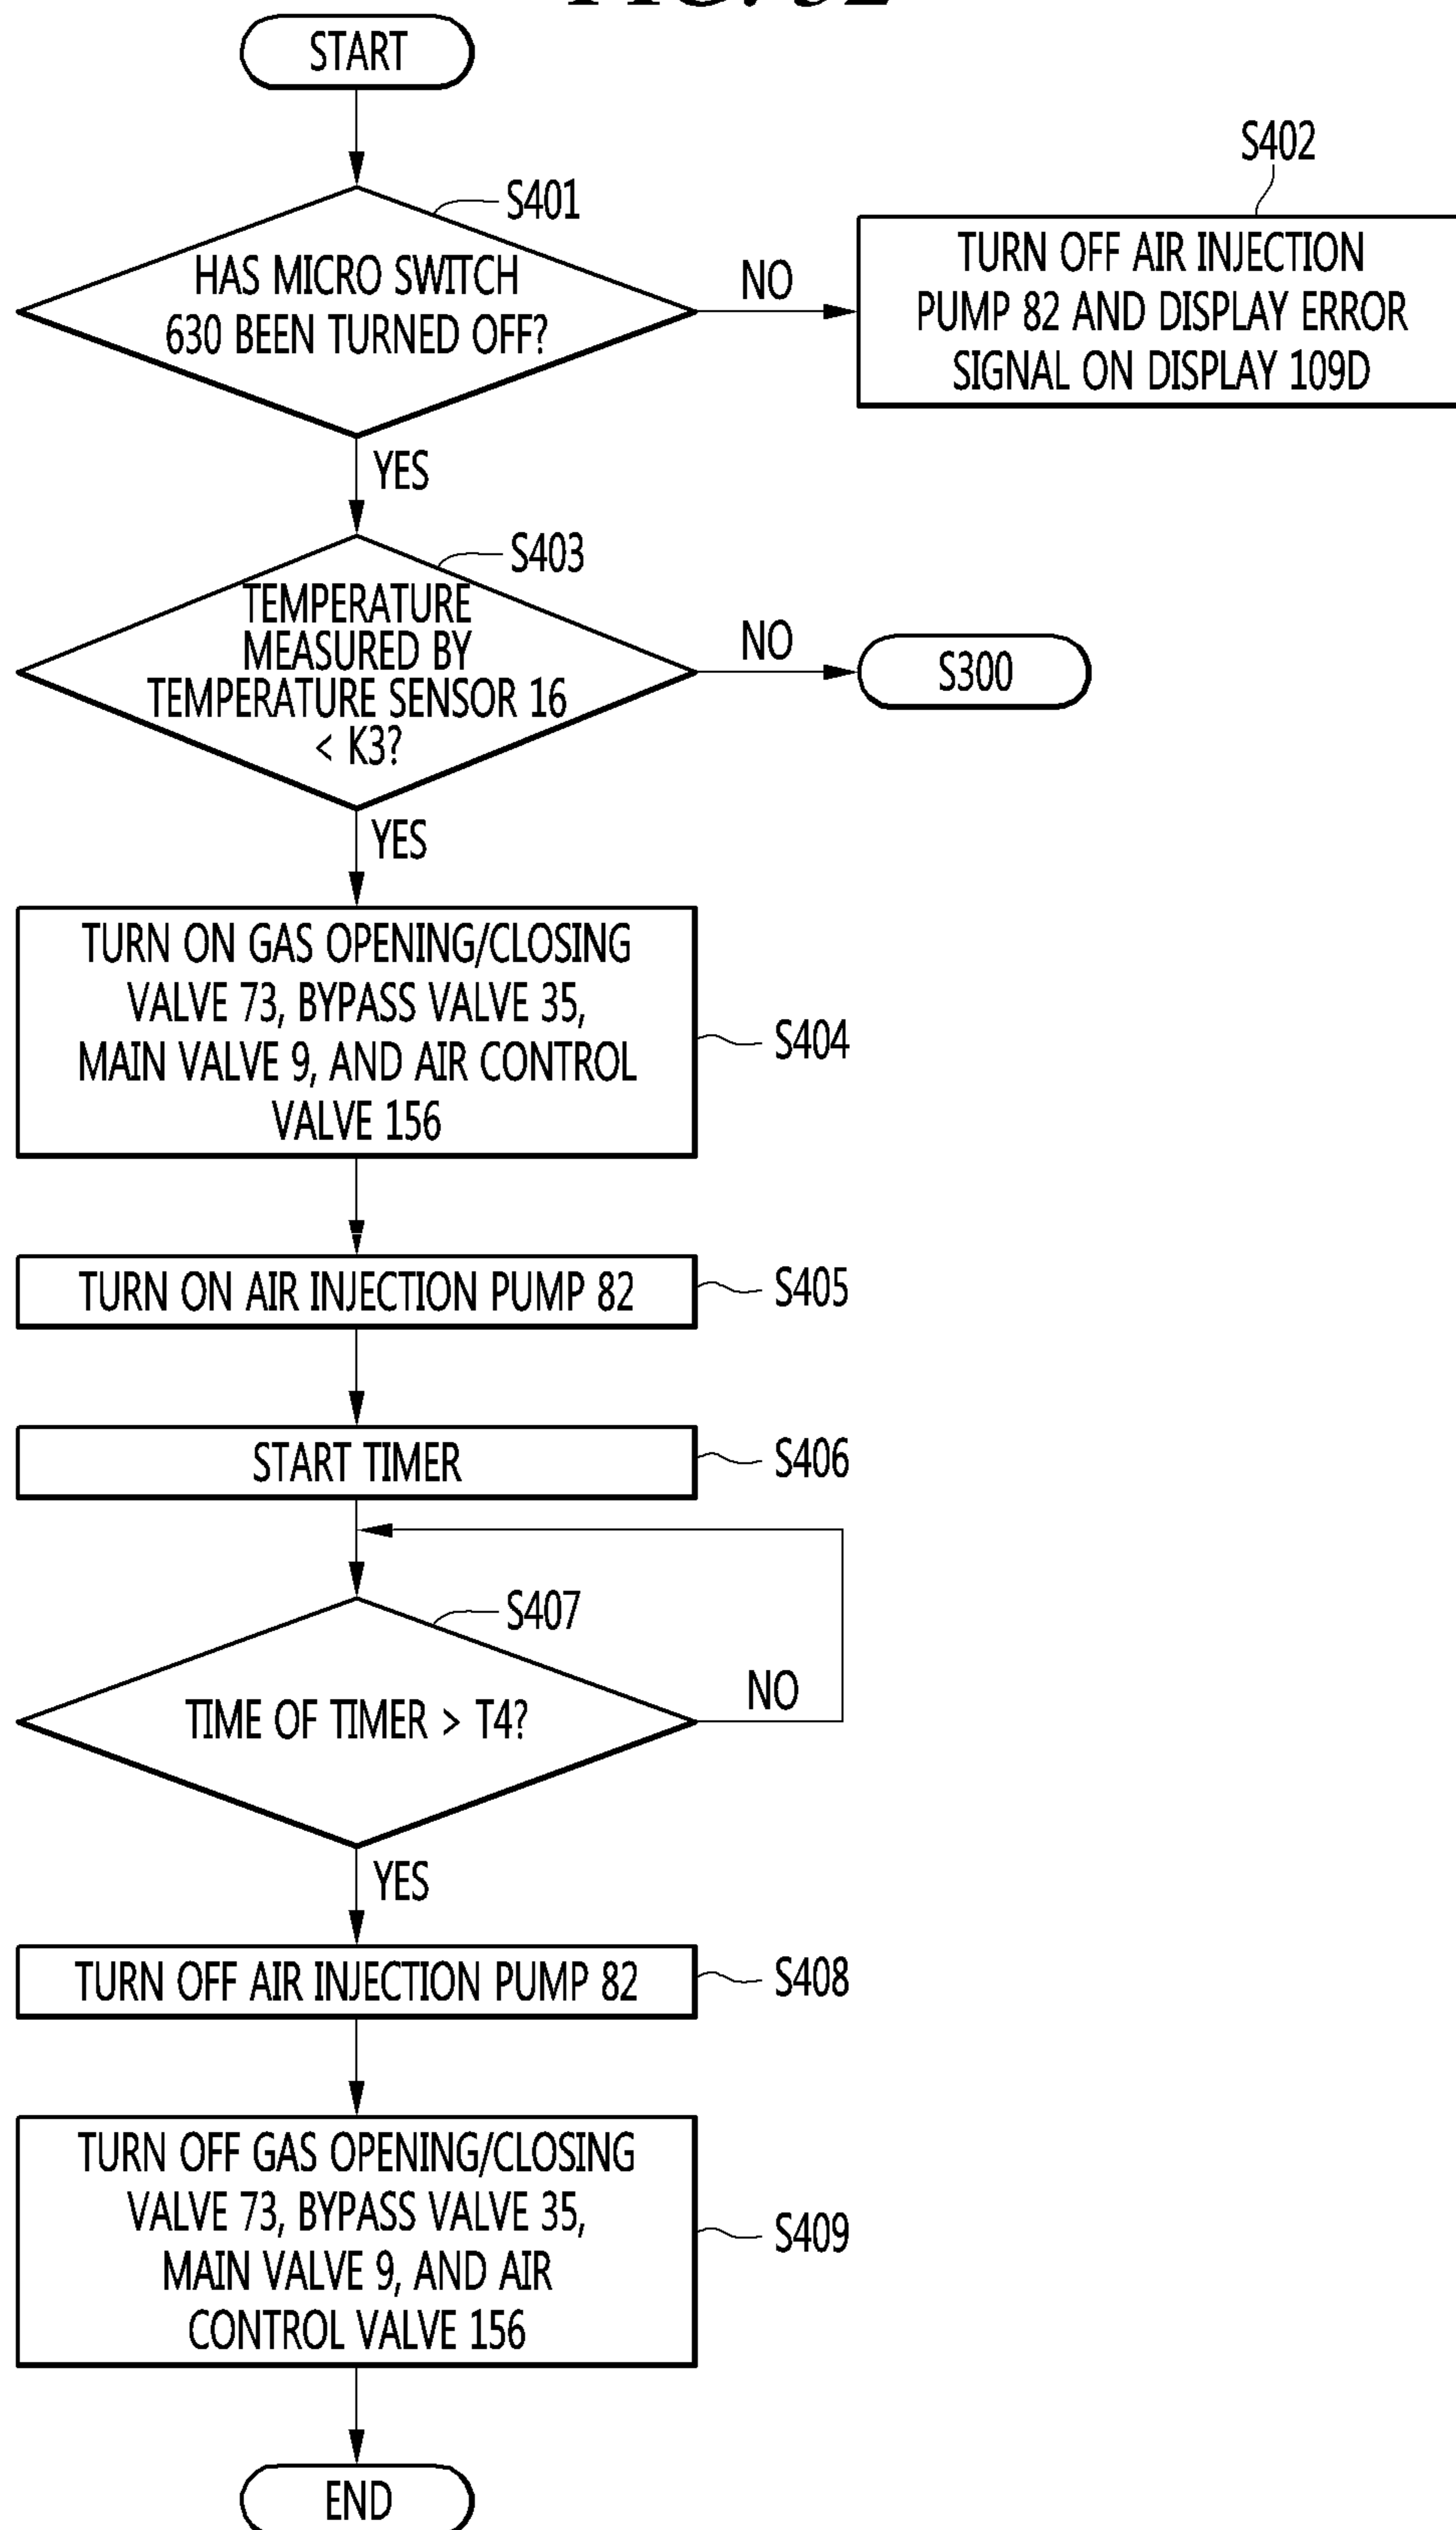 START
S401
HAS MICRO SWITCH
630 BEEN TURNED OFF?
NO
S402
TURN OFF AIR INJECTION
PUMP 82 AND DISPLAY ERROR
SIGNAL ON DISPLAY 109D
YES
S403
TEMPERATURE
MEASURED BY
TEMPERATURE SENSOR 16
< K3?
NO
S300
YES
TURN ON GAS OPENING/CLOSING
VALVE 73, BYPASS VALVE 35,
MAIN VALVE 9, AND AIR CONTROL
VALVE 156
S404
TURN ON AIR INJECTION PUMP 82
S405
START TIMER
S406
S407
TIME OF TIMER > T4?
NO
YES
TURN OFF AIR INJECTION PUMP 82
S408
TURN OFF GAS OPENING/CLOSING
VALVE 73, BYPASS VALVE 35,
MAIN VALVE 9, AND AIR
CONTROL VALVE 156
S409
END